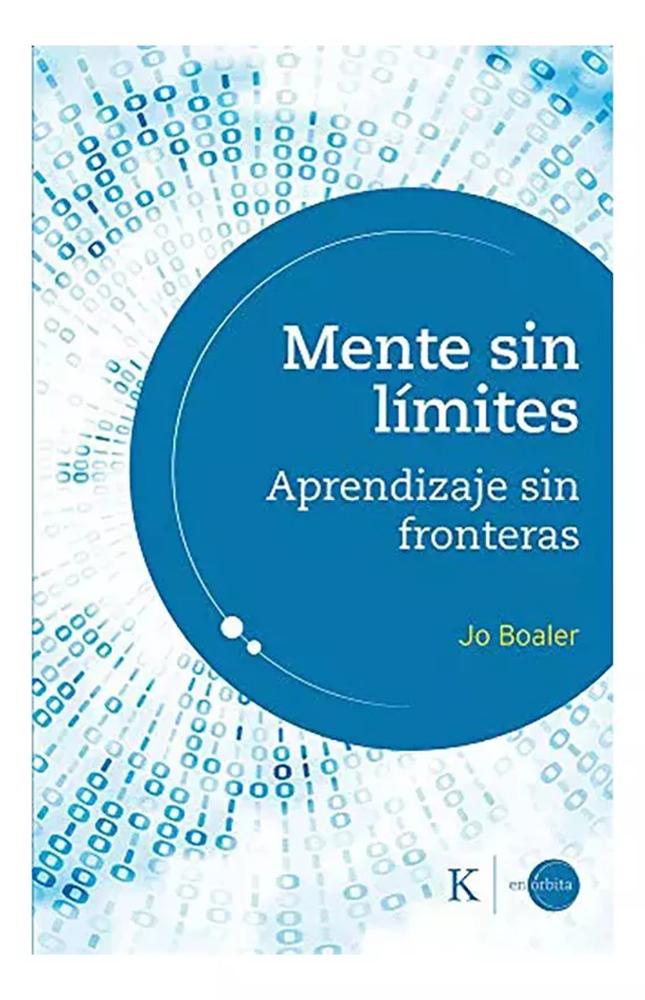 Mente sin
límites
Aprendizaje sin
fronteras
Jo Boaler
K
en órbita